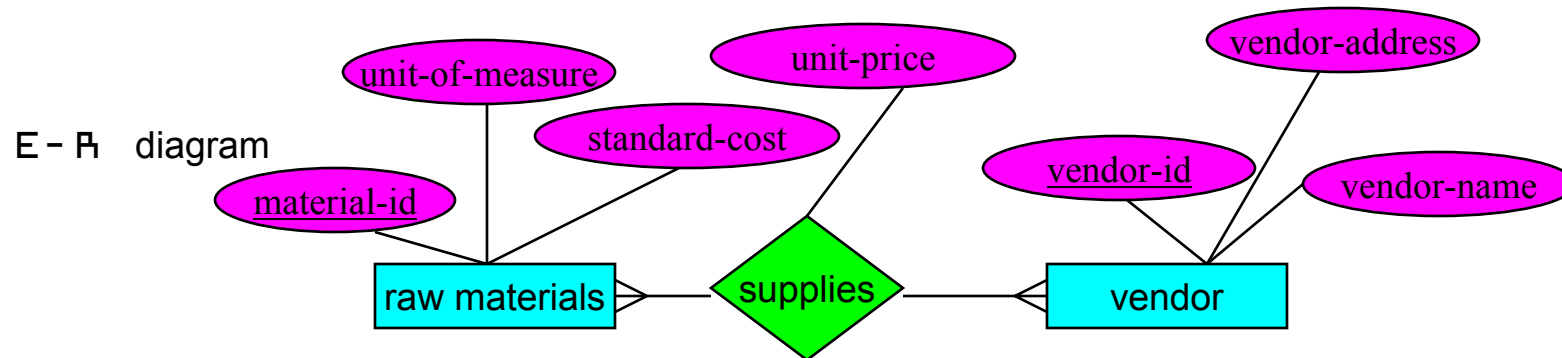 vendor-address
unit-of-measure
unit-price
E-R diagram
standard-cost
vendor-id
vendor-name
material-id
raw materials
supplies
vendor